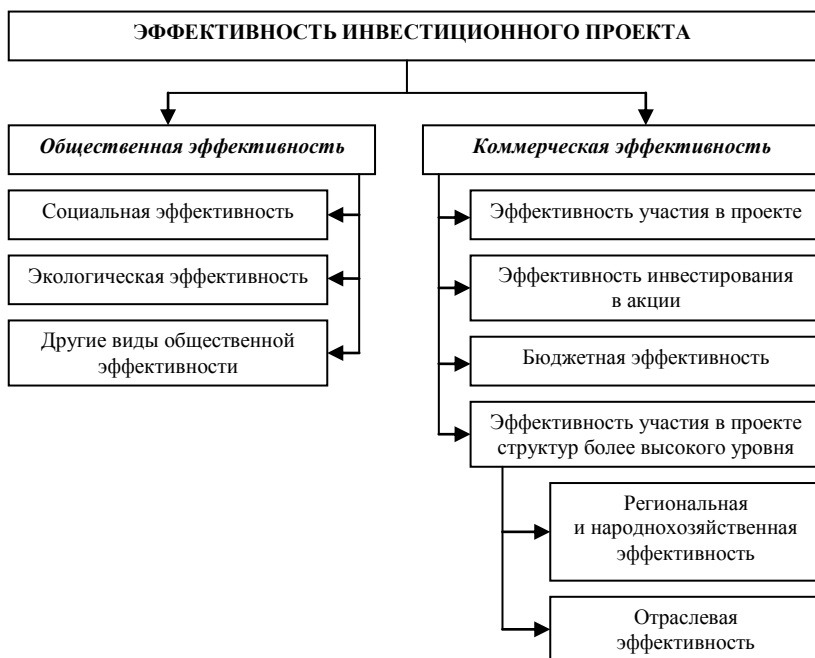 ЭФФЕКТИВНОСТЬ ИНВЕСТИЦИОННОГО ПРОЕКТА
Общественная эффективность
Социальная эффективность
Экологическая эффективность
Другие виды общественной
эффективности
Коммерческая эффективность
Эффективность участия в проекте
Эффективность инвестирования
в акции
Бюджетная эффективность
Эффективность участия в проекте
структур более высокого уровня
Региональная
и народнохозяйственная
эффективность
Отраслевая
эффективность